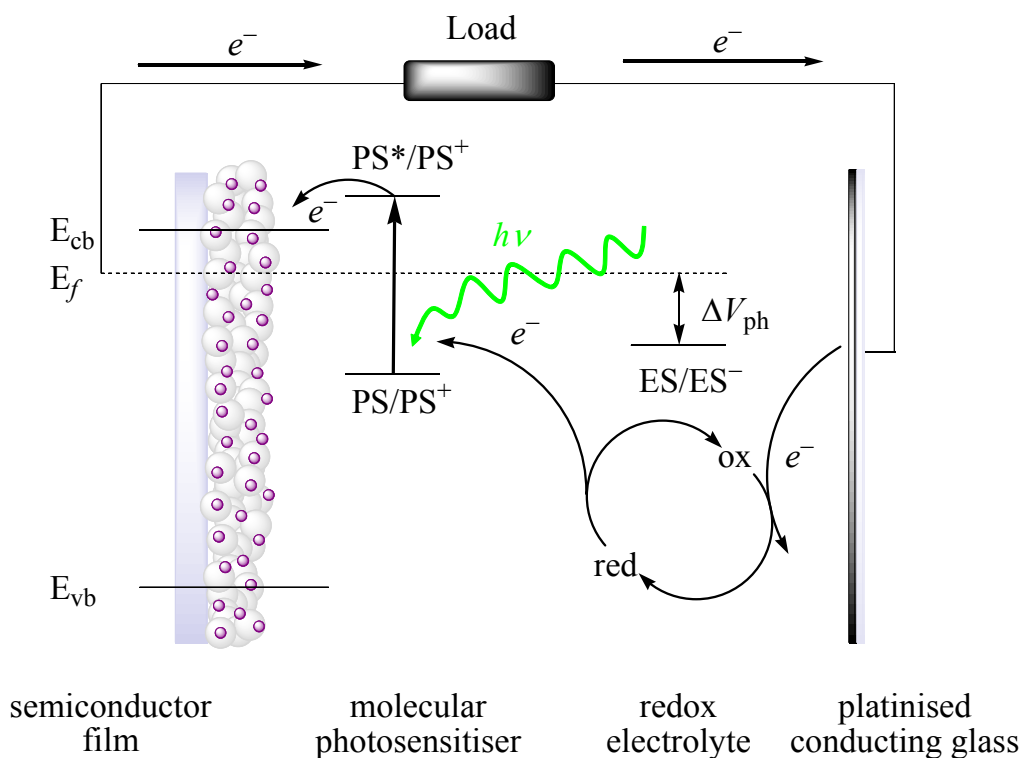 Load
e⁻
e⁻
PS*/PS⁺
e⁻
E_cb
hν
E_f
ΔV_ph
e⁻
ES/ES⁻
PS/PS⁺
ox
e⁻
red
E_vb
semiconductor
film
molecular
photosensitiser
redox
electrolyte
platinised
conducting glass